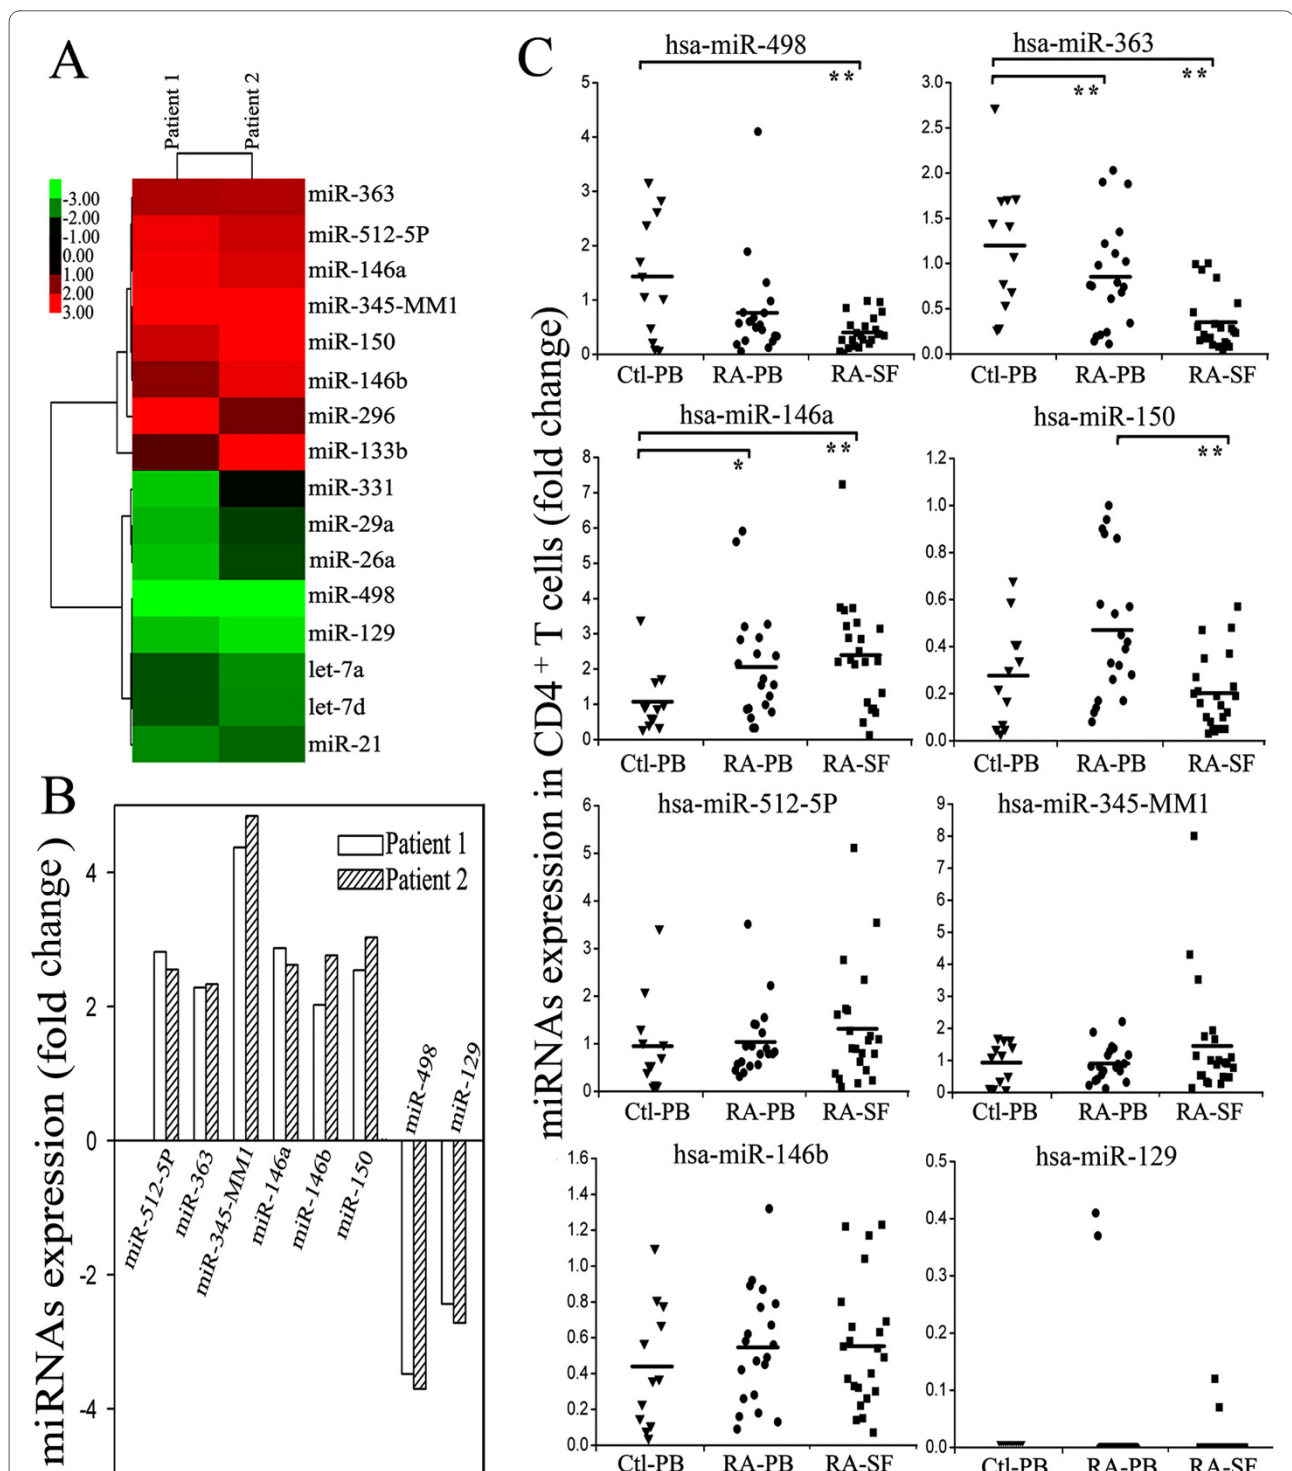 A
Patient 1
Patient 2
-3.00
-2.00
-1.00
0.00
1.00
2.00
3.00
miR-363
miR-512-5P
miR-146a
miR-345-MM1
miR-150
miR-146b
miR-296
miR-133b
miR-331
miR-29a
miR-26a
miR-498
miR-129
let-7a
let-7d
miR-21
B
miRNAs expression (fold change)
Patient 1
Patient 2
4
2
0
-2
-4
miR-512-5P
miR-363
miR-345-MM1
miR-146a
miR-146b
miR-150
miR-498
miR-129
C
miRNAs expression in CD4+ T cells (fold change)
hsa-miR-498
**
5
4
3
2
1
0
Ctl-PB RA-PB RA-SF
hsa-miR-363
**
**
3.0
2.5
2.0
1.5
1.0
0.5
0.0
Ctl-PB RA-PB RA-SF
hsa-miR-146a
*
**
8
7
6
5
4
3
2
1
0
Ctl-PB RA-PB RA-SF
hsa-miR-150
**
1.2
1.0
0.8
0.6
0.4
0.2
0.0
Ctl-PB RA-PB RA-SF
hsa-miR-512-5P
6
5
4
3
2
1
0
Ctl-PB RA-PB RA-SF
hsa-miR-345-MM1
9
8
7
6
5
4
3
2
1
0
Ctl-PB RA-PB RA-SF
hsa-miR-146b
1.6
1.4
1.2
1.0
0.8
0.6
0.4
0.2
0.0
Ctl-PB RA-PB RA-SF
hsa-miR-129
0.5
0.4
0.3
0.2
0.1
0.0
Ctl-PB RA-PB RA-SF